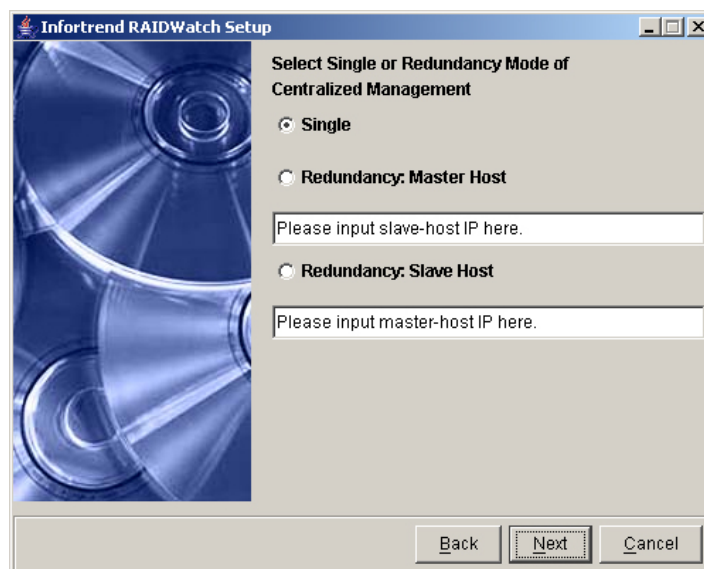 Infortrend RAIDWatch Setup
Select Single or Redundancy Mode of
Centralized Management
Single
Redundancy: Master Host
Please input slave-host IP here.
Redundancy: Slave Host
Please input master-host IP here.
Back Next Cancel